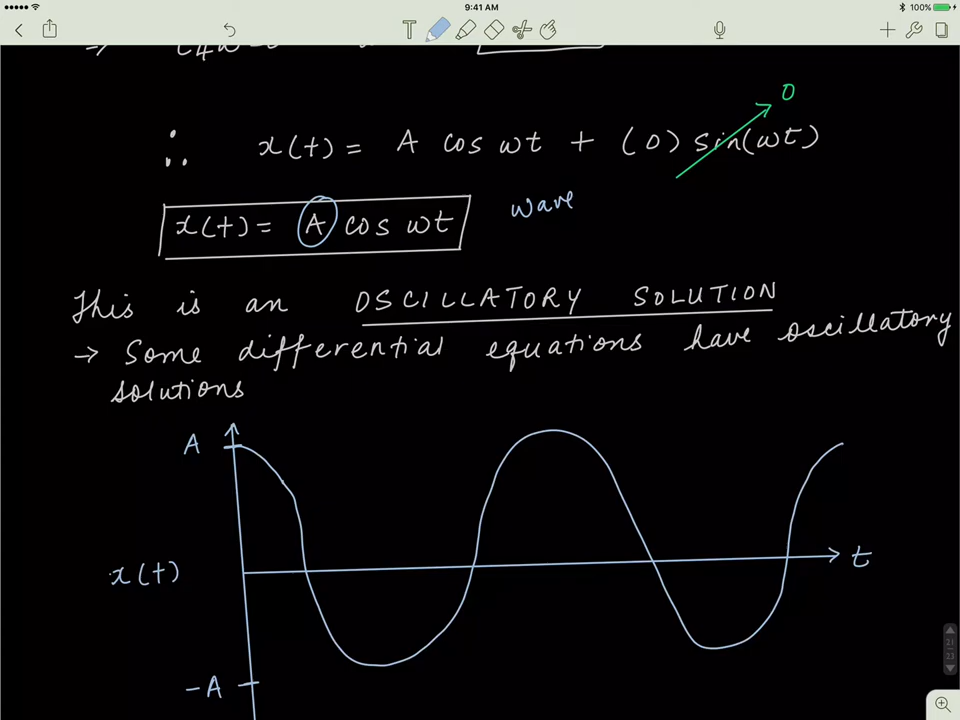 9:41 AM
100%
T
0
∴ x(t) = A cos ωt + (0) sin(ωt)
x(t) = A cos ωt wave
This is an OSCILLATORY SOLUTION
→ Some differential equations have oscillatory
solutions
A
x(t)
t
-A